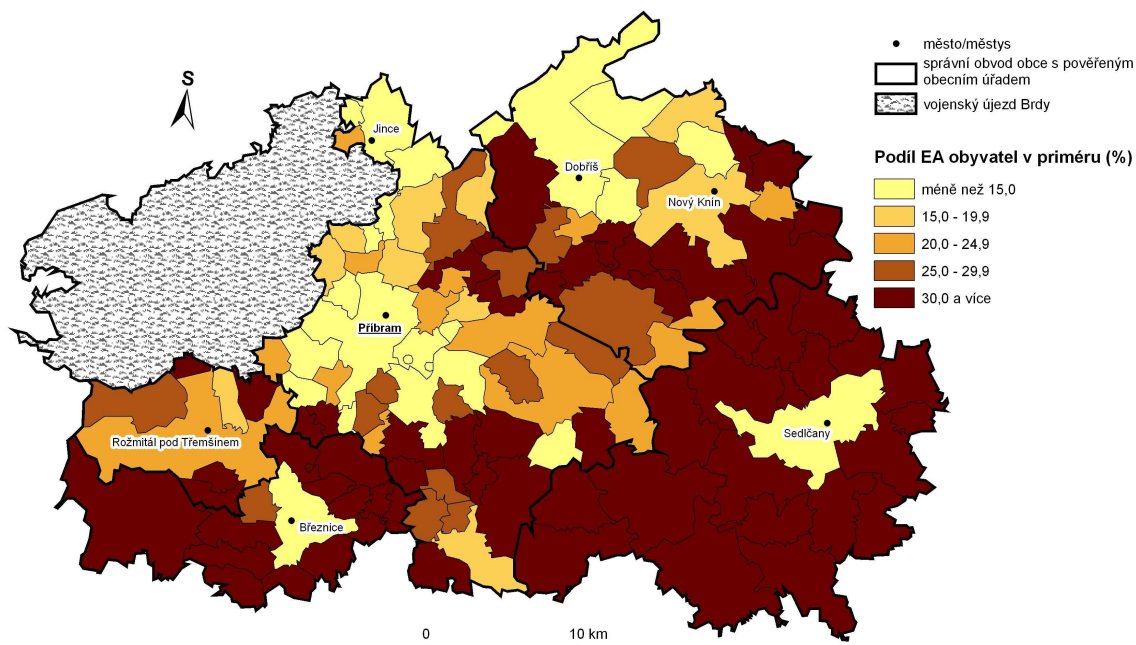 S
Jince
Dobříš
Nový Knín
Příbram
Sedlčany
Rožmitál pod Třemšínem
Březnice
0 10 km
město/městys
správní obvod obce s pověřeným
obecním úřadem
vojenský újezd Brdy
Podíl EA obyvatel v priméru (%)
méně než 15,0
15,0 - 19,9
20,0 - 24,9
25,0 - 29,9
30,0 a více